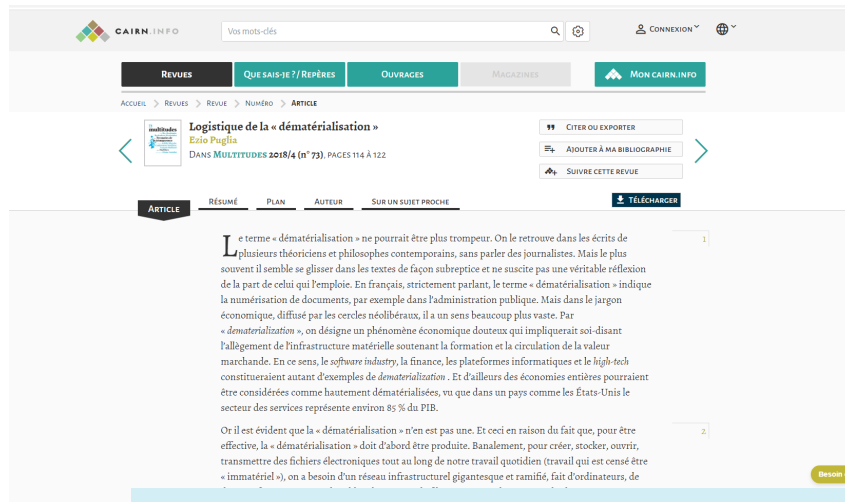 CAIRN.INFO
Vos mots-clés
CONNEXION
REVUES
QUE SAIS-JE ? / REPÈRES
OUVRAGES
MAGAZINES
MON CAIRN.INFO
ACCUEIL > REVUES > REVUE > NUMÉRO > ARTICLE
multitudes
Logistique de la « dématérialisation »
Ezio Puglia
DANS MULTITUDES 2018/4 (n° 73), PAGES 114 À 122
CITER OU EXPORTER
AJOUTER À MA BIBLIOGRAPHIE
SUIVRE CETTE REVUE
ARTICLE
RÉSUMÉ
PLAN
AUTEUR
SUR UN SUJET PROCHE
TÉLÉCHARGER
Le terme « dématérialisation » ne pourrait être plus trompeur. On le retrouve dans les écrits de
plusieurs théoriciens et philosophes contemporains, sans parler des journalistes. Mais le plus
souvent il semble se glisser dans les textes de façon subreptice et ne suscite pas une véritable réflexion
de la part de celui qui l'emploie. En français, strictement parlant, le terme « dématérialisation » indique
la numérisation de documents, par exemple dans l'administration publique. Mais dans le jargon
économique, diffusé par les cercles néolibéraux, il a un sens beaucoup plus vaste. Par
« dematerialization », on désigne un phénomène économique douteux qui impliquerait soi-disant
l'allègement de l'infrastructure matérielle soutenant la formation et la circulation de la valeur
marchande. En ce sens, le software industry, la finance, les plateformes informatiques et le high-tech
constitueraient autant d'exemples de dematerialization . Et d'ailleurs des économies entières pourraient
être considérées comme hautement dématérialisées, vu que dans un pays comme les États-Unis le
secteur des services représente environ 85 % du PIB.
1
Or il est évident que la « dématérialisation » n'en est pas une. Et ceci en raison du fait que, pour être
effective, la « dématérialisation » doit d'abord être produite. Banalement, pour créer, stocker, ouvrir,
transmettre des fichiers électroniques tout au long de notre travail quotidien (travail qui est censé être
« immatériel »), on a besoin d'un réseau infrastructurel gigantesque et ramifié, fait d'ordinateurs, de
2
Besoin